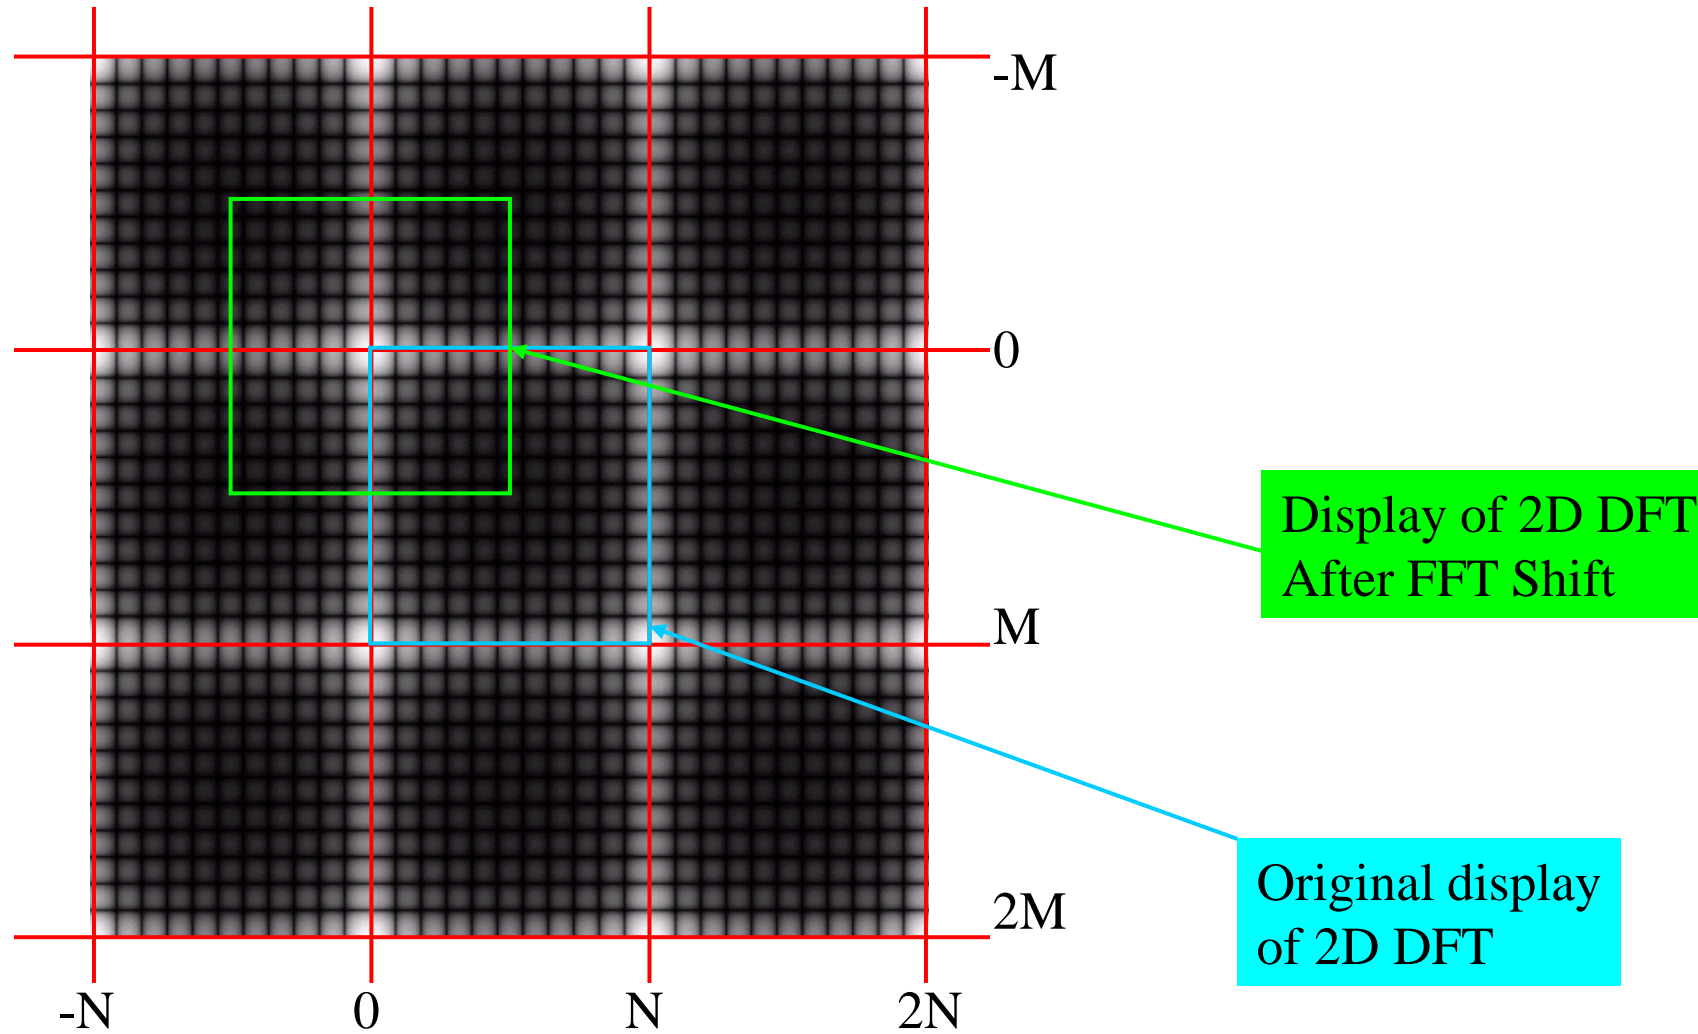 -M
0
Display of 2D DFT
After FFT Shift
M
Original display
of 2D DFT
2M
-N 0 N 2N